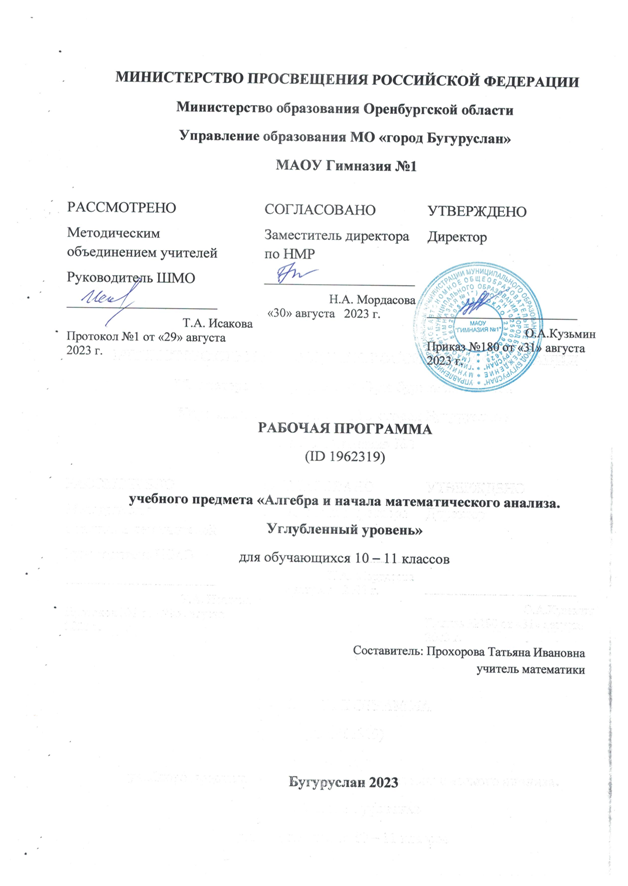 МИНИСТЕРСТВО ПРОСВЕЩЕНИЯ РОССИЙСКОЙ ФЕДЕРАЦИИ
Министерство образования Оренбургской области
Управление образования МО «город Бугуруслан»
МАОУ Гимназия №1
РАССМОТРЕНО
Методическим
объединением учителей
Руководитель ШМО
Т.А. Исакова
Протокол №1 от «29» августа
2023 г.
СОГЛАСОВАНО
Заместитель директора
по НМР
Н.А. Мордасова
«30» августа 2023 г.
УТВЕРЖДЕНО
Директор
МАОУ
"ГИМНАЗИЯ №1"
О.А.Кузьмин
Приказ №180 от «31» августа
2023 г.
РАБОЧАЯ ПРОГРАММА
(ID 1962319)
учебного предмета «Алгебра и начала математического анализа.
Углубленный уровень»
для обучающихся 10 – 11 классов
Составитель: Прохорова Татьяна Ивановна
учитель математики
Бугуруслан 2023